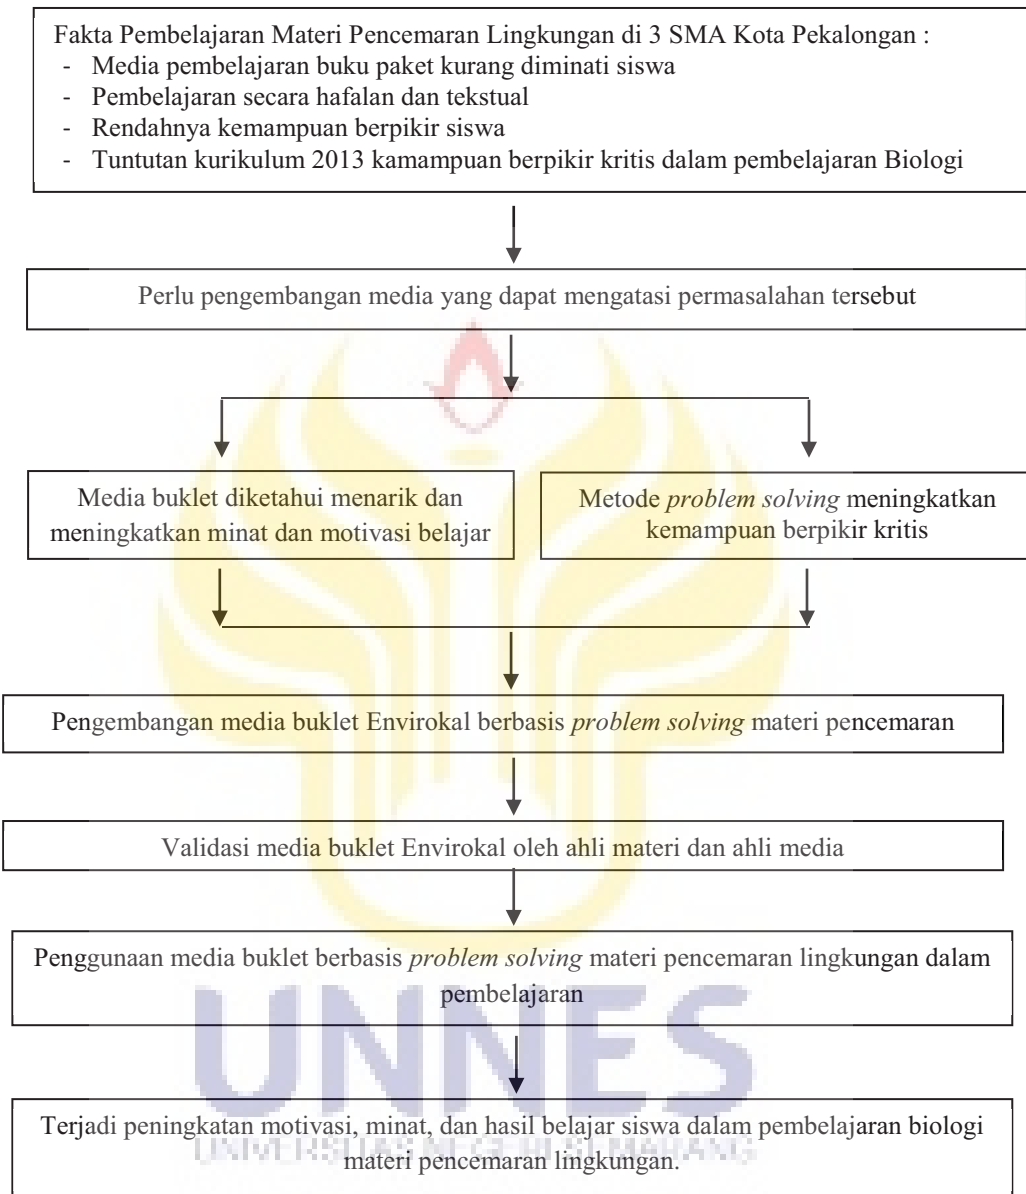 Fakta Pembelajaran Materi Pencemaran Lingkungan di 3 SMA Kota Pekalongan :
- Media pembelajaran buku paket kurang diminati siswa
- Pembelajaran secara hafalan dan tekstual
- Rendahnya kemampuan berpikir siswa
- Tuntutan kurikulum 2013 kamampuan berpikir kritis dalam pembelajaran Biologi
Perlu pengembangan media yang dapat mengatasi permasalahan tersebut
Media buklet diketahui menarik dan
meningkatkan minat dan motivasi belajar
Metode problem solving meningkatkan
kemampuan berpikir kritis
Pengembangan media buklet Envirokal berbasis problem solving materi pencemaran
Validasi media buklet Envirokal oleh ahli materi dan ahli media
Penggunaan media buklet berbasis problem solving materi pencemaran lingkungan dalam
pembelajaran
UNNES
Terjadi peningkatan motivasi, minat, dan hasil belajar siswa dalam pembelajaran biologi
materi pencemaran lingkungan.
UNIVERSITAS NEGERI SEMARANG